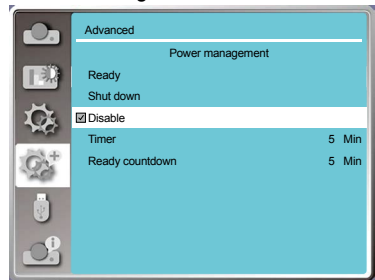 Advanced
Power management
Ready
Shut down
Disable
Timer 5 Min
Ready countdown 5 Min